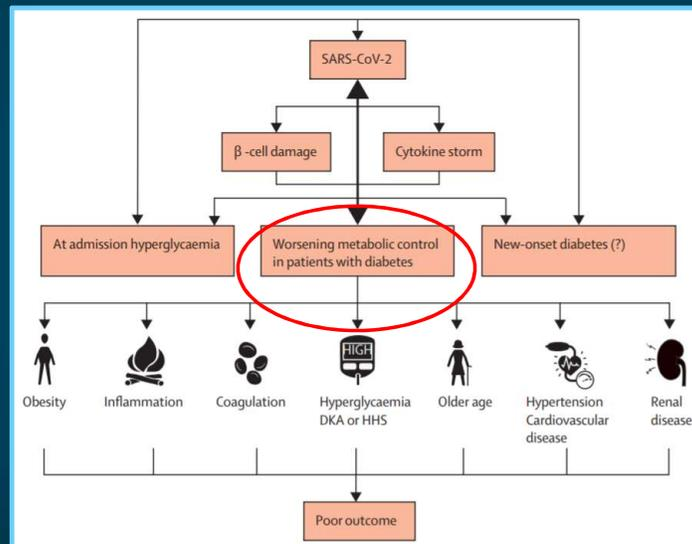 SARS-CoV-2
β -cell damage
Cytokine storm
At admission hyperglycaemia
Worsening metabolic control
in patients with diabetes
New-onset diabetes (?)
HIGH
Obesity
Inflammation
Coagulation
Hyperglycaemia
DKA or HHS
Older age
Hypertension
Cardiovascular
disease
Renal
disease
Poor outcome